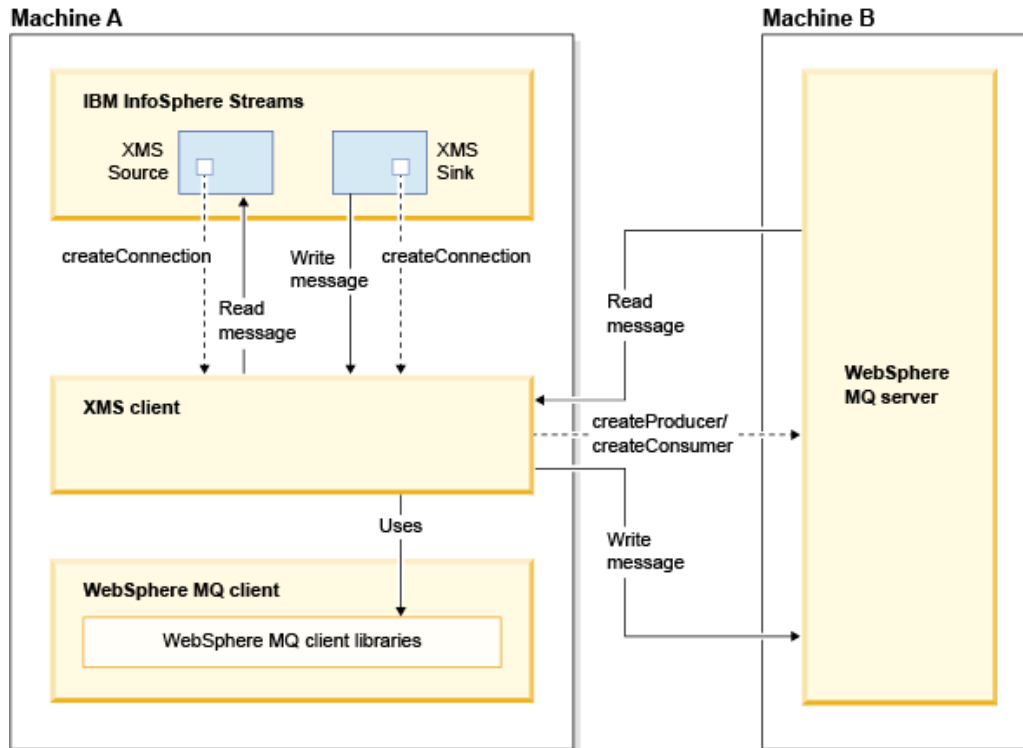 Machine A
Machine B
IBM InfoSphere Streams
XMS
Source
XMS
Sink
createConnection
Write
message
createConnection
Read
message
Read
message
XMS client
WebSphere
MQ server
createProducer/
createConsumer
Uses
Write
message
WebSphere MQ client
WebSphere MQ client libraries